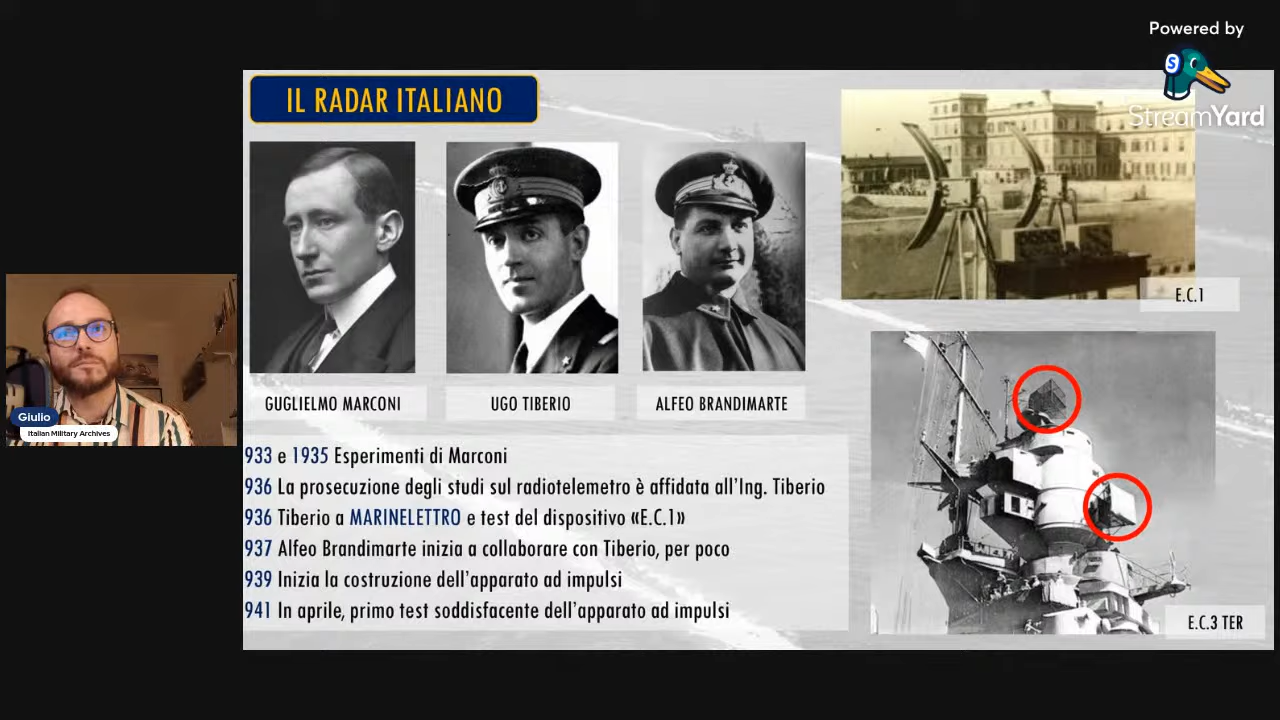 Powered by
StreamYard
IL RADAR ITALIANO
E.C.1
GUGLIELMO MARCONI
UGO TIBERIO
ALFEO BRANDIMARTE
Giulio
Italian Military Archives
933 e 1935 Esperimenti di Marconi
936 La prosecuzione degli studi sul radiotelemetro è affidata all'Ing. Tiberio
936 Tiberio a MARINELETTRO e test del dispositivo «E.C.1»
937 Alfeo Brandimarte inizia a collaborare con Tiberio, per poco
939 Inizia la costruzione dell'apparato ad impulsi
941 In aprile, primo test soddisfacente dell'apparato ad impulsi
E.C.3 TER